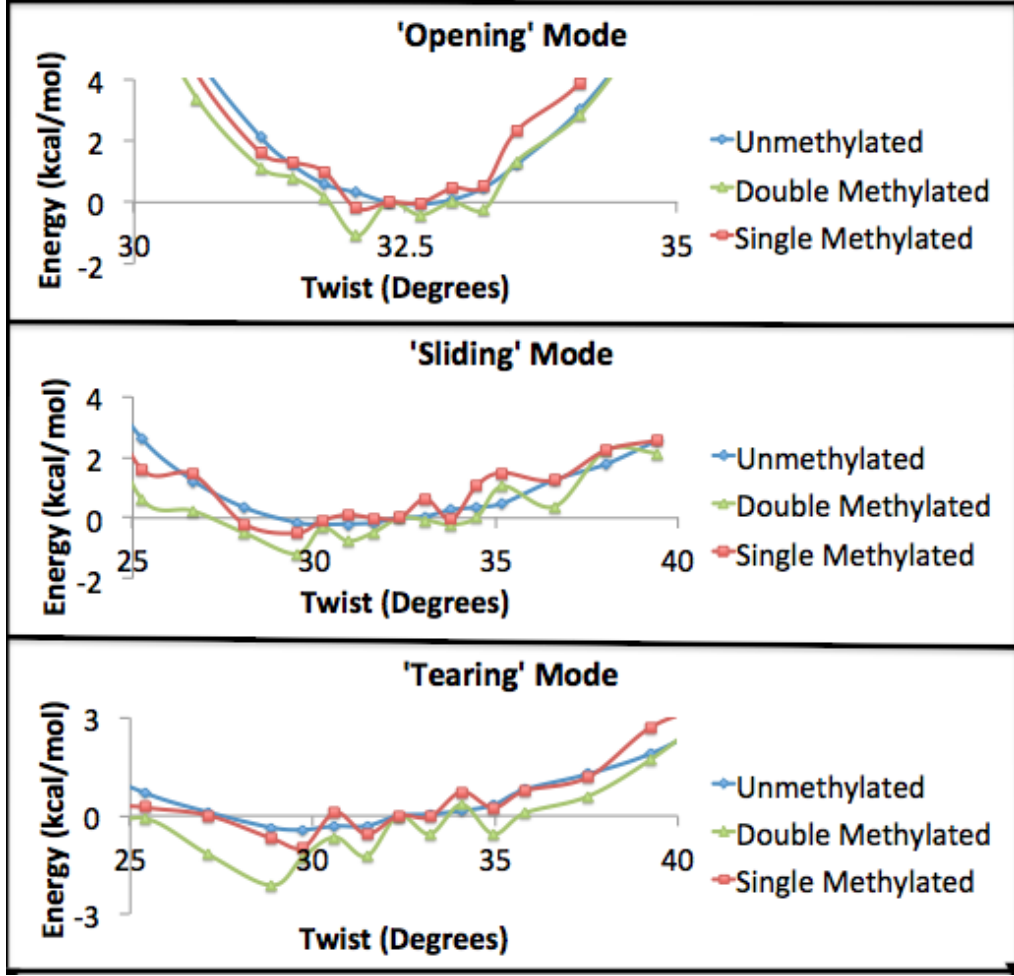 'Opening' Mode
Energy (kcal/mol)
4
2
0
-2
30
32.5
35
Twist (Degrees)
Unmethylated
Double Methylated
Single Methylated
'Sliding' Mode
Energy (kcal/mol)
4
2
0
-2
25
30
35
40
Twist (Degrees)
Unmethylated
Double Methylated
Single Methylated
'Tearing' Mode
Energy (kcal/mol)
3
0
-3
25
30
35
40
Twist (Degrees)
Unmethylated
Double Methylated
Single Methylated